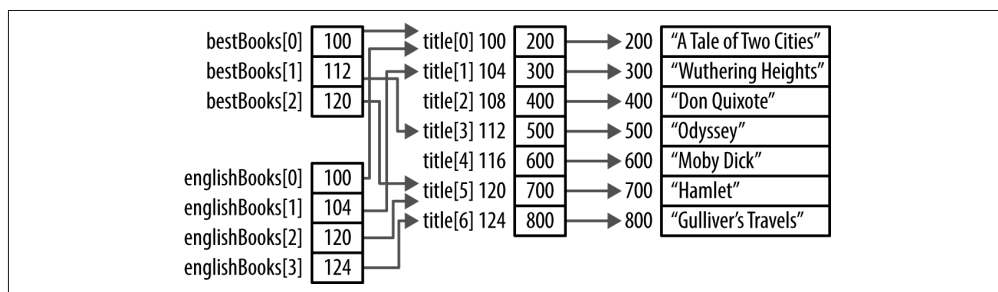 bestBooks[0] 100 title[0] 100 200 200 “A Tale of Two Cities”
bestBooks[1] 112 title[1] 104 300 300 “Wuthering Heights”
bestBooks[2] 120 title[2] 108 400 400 “Don Quixote”
title[3] 112 500 500 “Odyssey”
title[4] 116 600 600 “Moby Dick”
englishBooks[0] 100 title[5] 120 700 700 “Hamlet”
englishBooks[1] 104 title[6] 124 800 800 “Gulliver’s Travels”
englishBooks[2] 120
englishBooks[3] 124